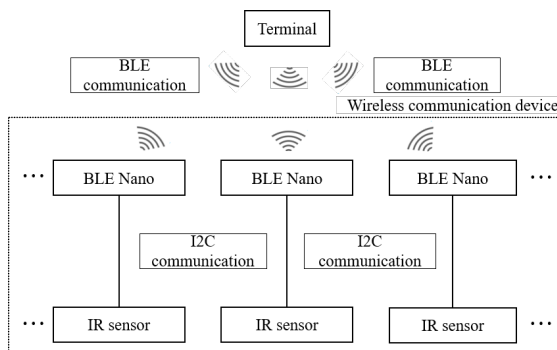 Terminal
BLE
communication
BLE
communication
Wireless communication device
... BLE Nano BLE Nano BLE Nano ...
I2C
communication
I2C
communication
... IR sensor IR sensor IR sensor ...